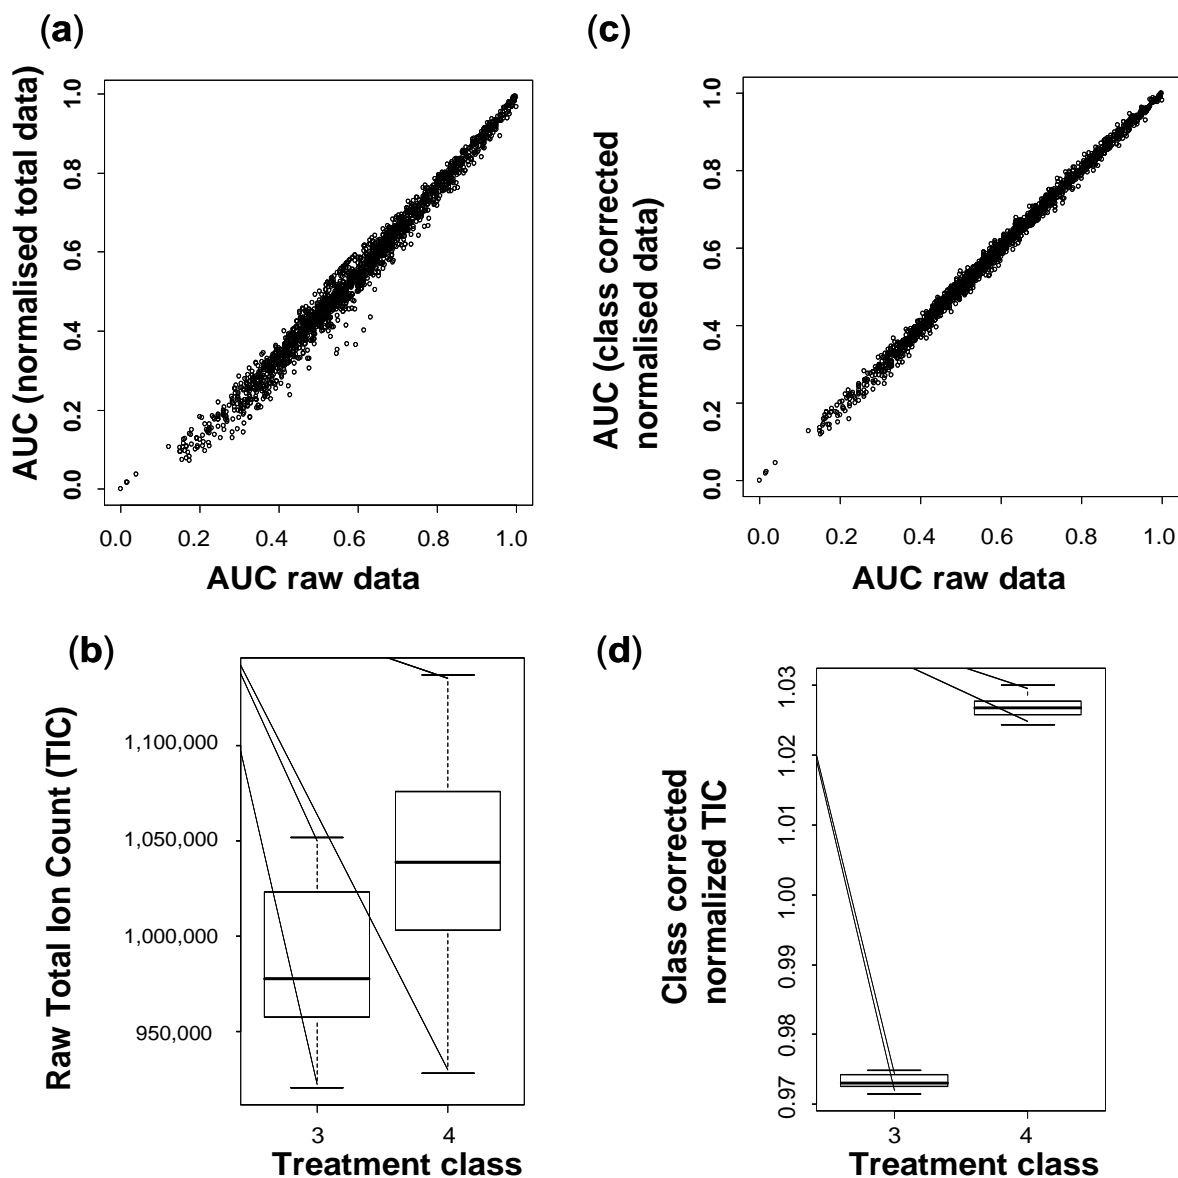 (a)
AUC (normalised total data)
1.0
0.8
0.6
0.4
0.2
0.0
0.0 0.2 0.4 0.6 0.8 1.0
AUC raw data
(c)
AUC (class corrected
normalised data)
1.0
0.8
0.6
0.4
0.2
0.0
0.0 0.2 0.4 0.6 0.8 1.0
AUC raw data
(b)
Raw Total Ion Count (TIC)
1,100,000
1,050,000
1,000,000
950,000
3 4
Treatment class
(d)
Class corrected
normalized TIC
1.03
1.02
1.01
1.00
0.99
0.98
0.97
3 4
Treatment class